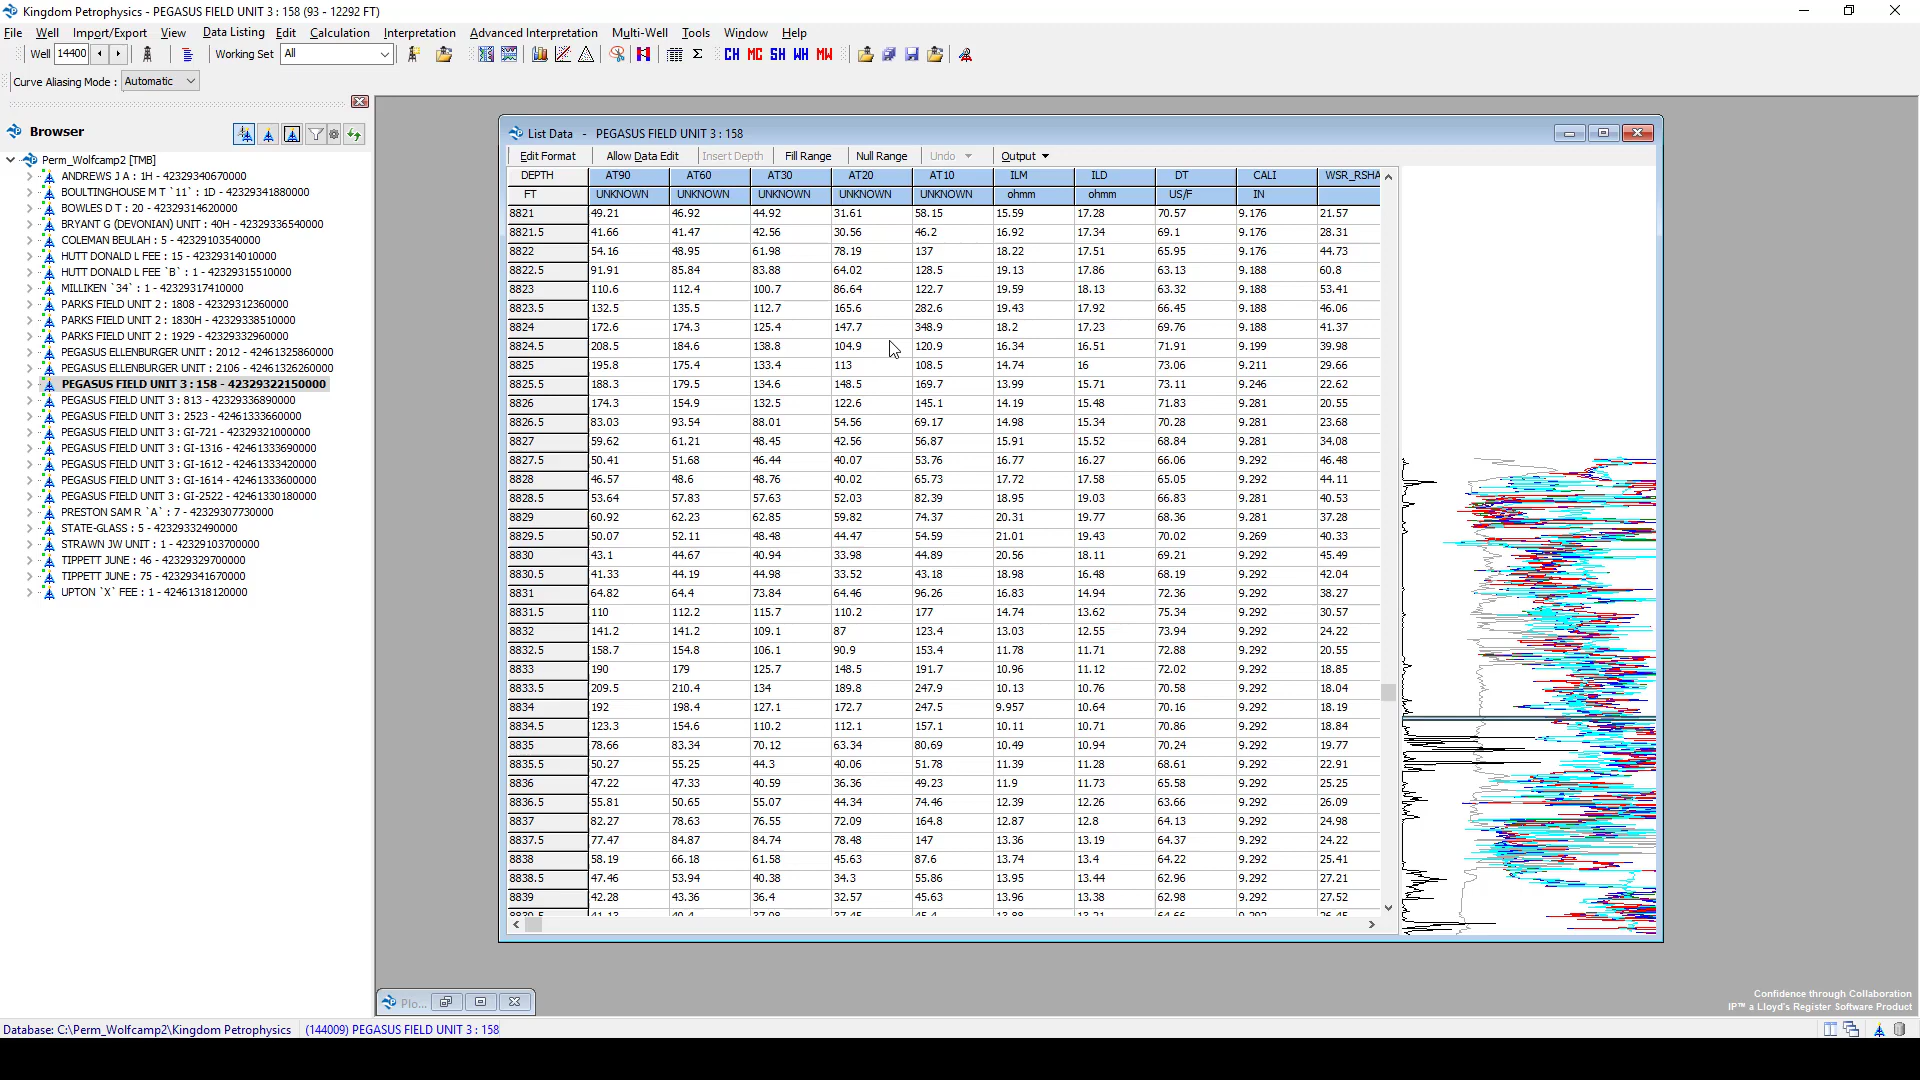 Kingdom Petrophysics - PEGASUS FIELD UNIT 3 : 158 (93 - 12292 FT)
File Well Import/Export View Data Listing Edit Calculation Interpretation Advanced Interpretation Multi-Well Tools Window Help
Well 14400 Working Set All Σ CH MC SH WH MW
Curve Aliasing Mode : Automatic
Browser
Perm_Wolfcamp2 [TMB]
ANDREWS J A : 1H - 42329340670000
BOULTINGHOUSE M T `11` : 1D - 42329341880000
BOWLES D T : 20 - 42329314620000
BRYANT G (DEVONIAN) UNIT : 40H - 42329336540000
COLEMAN BEULAH : 5 - 42329103540000
HUTT DONALD L FEE : 15 - 42329314010000
HUTT DONALD L FEE `B` : 1 - 42329315510000
MILLIKEN `34` : 1 - 42329317410000
PARKS FIELD UNIT 2 : 1808 - 42329312360000
PARKS FIELD UNIT 2 : 1830H - 42329338510000
PARKS FIELD UNIT 2 : 1929 - 42329332960000
PEGASUS ELLENBURGER UNIT : 2012 - 42461325860000
PEGASUS ELLENBURGER UNIT : 2106 - 42461326260000
PEGASUS FIELD UNIT 3 : 158 - 42329322150000
PEGASUS FIELD UNIT 3 : 813 - 42329336890000
PEGASUS FIELD UNIT 3 : 2523 - 42461333660000
PEGASUS FIELD UNIT 3 : GI-721 - 42329321000000
PEGASUS FIELD UNIT 3 : GI-1316 - 42461333690000
PEGASUS FIELD UNIT 3 : GI-1612 - 42461333420000
PEGASUS FIELD UNIT 3 : GI-1614 - 42461333600000
PEGASUS FIELD UNIT 3 : GI-2522 - 42461330180000
PRESTON SAM R `A` : 7 - 42329307730000
STATE-GLASS : 5 - 42329332490000
STRAWN JW UNIT : 1 - 42329103700000
TIPPETT JUNE : 46 - 42329329700000
TIPPETT JUNE : 75 - 42329341670000
UPTON `X` FEE : 1 - 42461318120000
List Data - PEGASUS FIELD UNIT 3 : 158
Edit Format Allow Data Edit Insert Depth Fill Range Null Range Undo Output
DEPTH AT90 AT60 AT30 AT20 AT10 ILM ILD DT CALI WSR_RSHA
FT UNKNOWN UNKNOWN UNKNOWN UNKNOWN UNKNOWN ohmm ohmm US/F IN
8821 49.21 46.92 44.92 31.61 58.15 15.59 17.28 70.57 9.176 21.57
8821.5 41.66 41.47 42.56 30.56 46.2 16.92 17.34 69.1 9.176 28.31
8822 54.16 48.95 61.98 78.19 137 18.22 17.51 65.95 9.176 44.73
8822.5 91.91 85.84 83.88 64.02 128.5 19.13 17.86 63.13 9.188 60.8
8823 110.6 112.4 100.7 86.64 122.7 19.59 18.13 63.32 9.188 53.41
8823.5 132.5 135.5 112.7 165.6 282.6 19.43 17.92 66.45 9.188 46.06
8824 172.6 174.3 125.4 147.7 348.9 18.2 17.23 69.76 9.188 41.37
8824.5 208.5 184.6 138.8 104.9 120.9 16.34 16.51 71.91 9.199 39.98
8825 195.8 175.4 133.4 113 108.5 14.74 16 73.06 9.211 29.66
8825.5 188.3 179.5 134.6 148.5 169.7 13.99 15.71 73.11 9.246 22.62
8826 174.3 154.9 132.5 122.6 145.1 14.19 15.48 71.83 9.281 20.55
8826.5 83.03 93.54 88.01 54.56 69.17 14.98 15.34 70.28 9.281 23.68
8827 59.62 61.21 48.45 42.56 56.87 15.91 15.52 68.84 9.281 34.08
8827.5 50.41 51.68 46.44 40.07 53.76 16.77 16.27 66.06 9.292 46.48
8828 46.57 48.6 48.76 40.02 65.73 17.72 17.58 65.05 9.292 44.11
8828.5 53.64 57.83 57.63 52.03 82.39 18.95 19.03 66.83 9.281 40.53
8829 60.92 62.23 62.85 59.82 74.37 20.31 19.77 68.36 9.281 37.28
8829.5 50.07 52.11 48.48 44.47 54.59 21.01 19.43 70.02 9.269 40.33
8830 43.1 44.67 40.94 33.98 44.89 20.56 18.11 69.21 9.292 45.49
8830.5 41.33 44.19 44.98 33.52 43.18 18.98 16.48 68.19 9.292 42.04
8831 64.82 64.4 73.84 64.46 96.26 16.83 14.94 72.36 9.292 38.27
8831.5 110 112.2 115.7 110.2 177 14.74 13.62 75.34 9.292 30.57
8832 141.2 141.2 109.1 87 123.4 13.03 12.55 73.94 9.292 24.22
8832.5 158.7 154.8 106.1 90.9 153.4 11.78 11.71 72.88 9.292 20.55
8833 190 179 125.7 148.5 191.7 10.96 11.12 72.02 9.292 18.85
8833.5 209.5 210.4 134 189.8 247.9 10.13 10.76 70.58 9.292 18.04
8834 192 198.4 127.1 172.7 247.5 9.957 10.64 70.16 9.292 18.19
8834.5 123.3 154.6 110.2 112.1 157.1 10.11 10.71 70.86 9.292 18.84
8835 78.66 83.34 70.12 63.34 80.69 10.49 10.94 70.24 9.292 19.77
8835.5 50.27 55.25 44.3 40.06 51.78 11.39 11.28 68.61 9.292 22.91
8836 47.22 47.33 40.59 36.36 49.23 11.9 11.73 65.58 9.292 25.25
8836.5 55.81 50.65 55.07 44.34 74.46 12.39 12.26 63.66 9.292 26.09
8837 82.27 78.63 76.55 72.09 164.8 12.87 12.8 64.13 9.292 24.98
8837.5 77.47 84.87 84.74 78.48 147 13.36 13.19 64.37 9.292 24.22
8838 58.19 66.18 61.58 45.63 87.6 13.74 13.4 64.22 9.292 25.41
8838.5 47.46 53.94 40.38 34.3 55.86 13.95 13.44 62.96 9.292 27.21
8839 42.28 43.36 36.4 32.57 45.63 13.96 13.38 62.98 9.292 27.52
Plo...
Confidence through Collaboration
IP™ a Lloyd's Register Software Product
Database: C:\Perm_Wolfcamp2\Kingdom Petrophysics (144009) PEGASUS FIELD UNIT 3 : 158